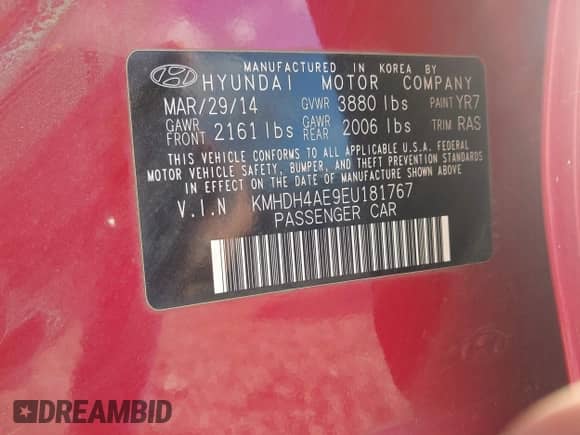 MANUFACTURED IN KOREA BY
HYUNDAI MOTOR COMPANY
MAR/29/14 GVWR 3880 lbs PAINT YR7
GAWR FRONT 2161 lbs GAWR REAR 2006 lbs TRIM RAS
THIS VEHICLE CONFORMS TO ALL APPLICABLE U.S.A. FEDERAL
MOTOR VEHICLE SAFETY, BUMPER, AND THEFT PREVENTION STANDARDS
IN EFFECT ON THE DATE OF MANUFACTURE SHOWN ABOVE
V.I.N KMHDH4AE9EU181767
PASSENGER CAR
DREAMBID